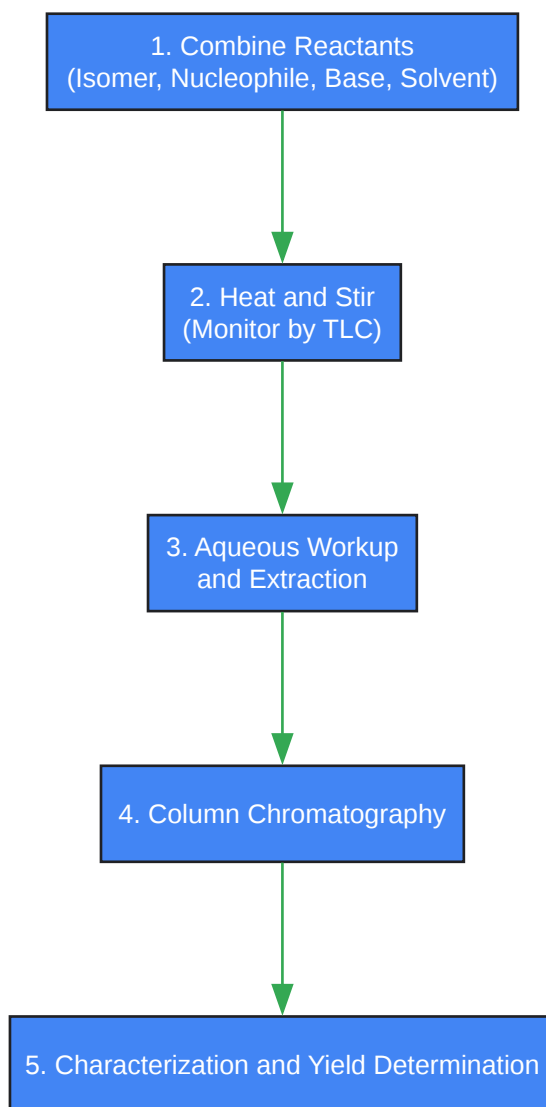 1. Combine Reactants
(Isomer, Nucleophile, Base, Solvent)
2. Heat and Stir
(Monitor by TLC)
3. Aqueous Workup
and Extraction
4. Column Chromatography
5. Characterization and Yield Determination